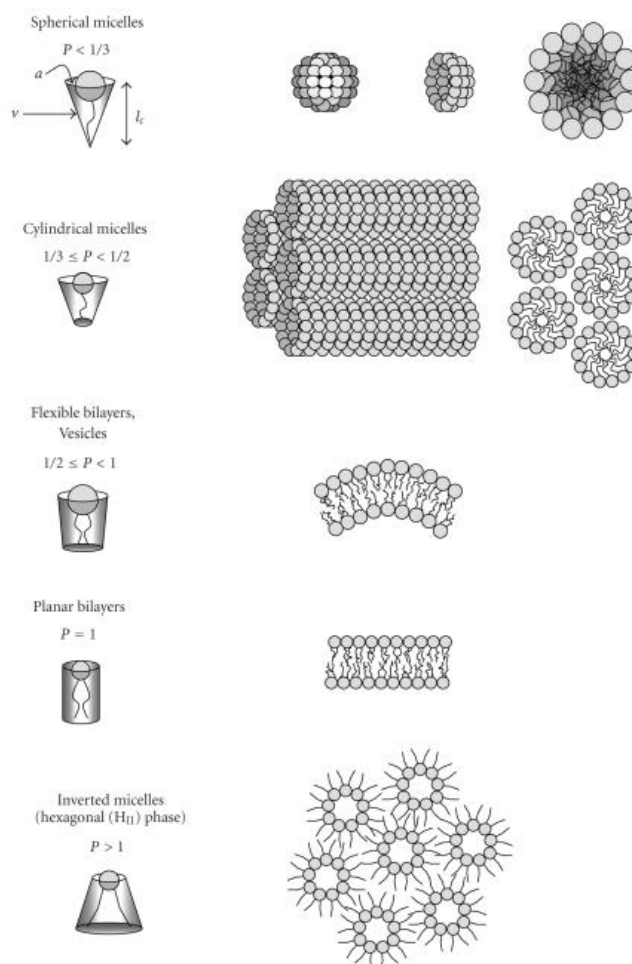 Spherical micelles
P < 1/3
a
v
l_c
Cylindrical micelles
1/3 ≤ P < 1/2
Flexible bilayers,
Vesicles
1/2 ≤ P < 1
Planar bilayers
P = 1
Inverted micelles
(hexagonal (H_II) phase)
P > 1